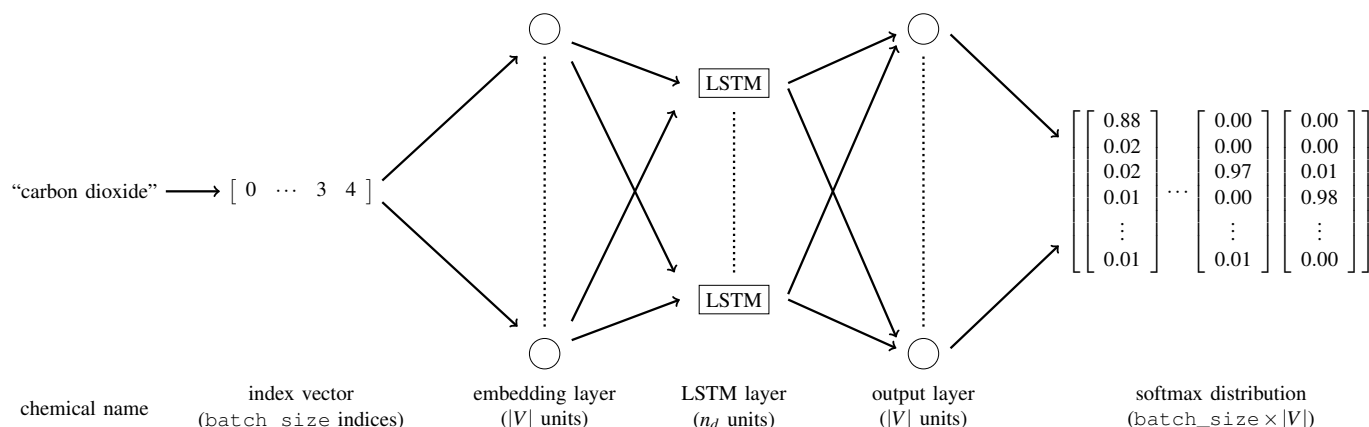 LSTM
LSTM
“carbon dioxide”
[ 0 ⋯ 3 4 ]
0.88 0.00 0.00
0.02 0.00 0.00
0.02 0.97 0.01
0.01 ⋯ 0.00 0.98
⋮ ⋮ ⋮
0.01 0.01 0.00
chemical name
index vector
(batch_size indices)
embedding layer
(|V| units)
LSTM layer
(n_d units)
output layer
(|V| units)
softmax distribution
(batch_size × |V|)